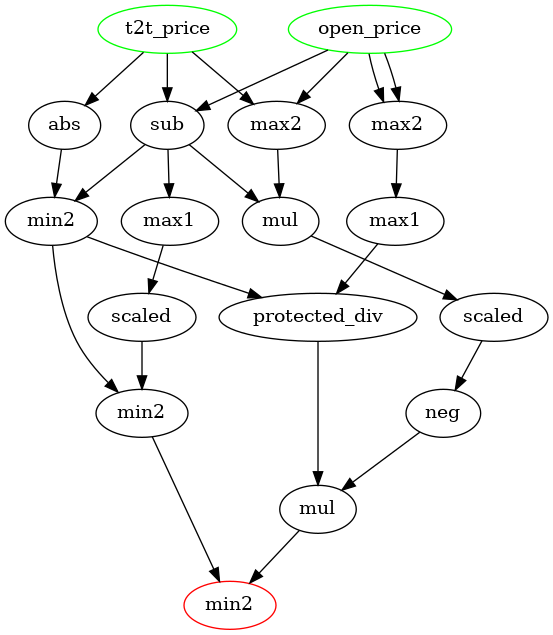 t2t_price
open_price
abs
sub
max2
max2
min2
max1
mul
max1
scaled
protected_div
scaled
min2
neg
mul
min2